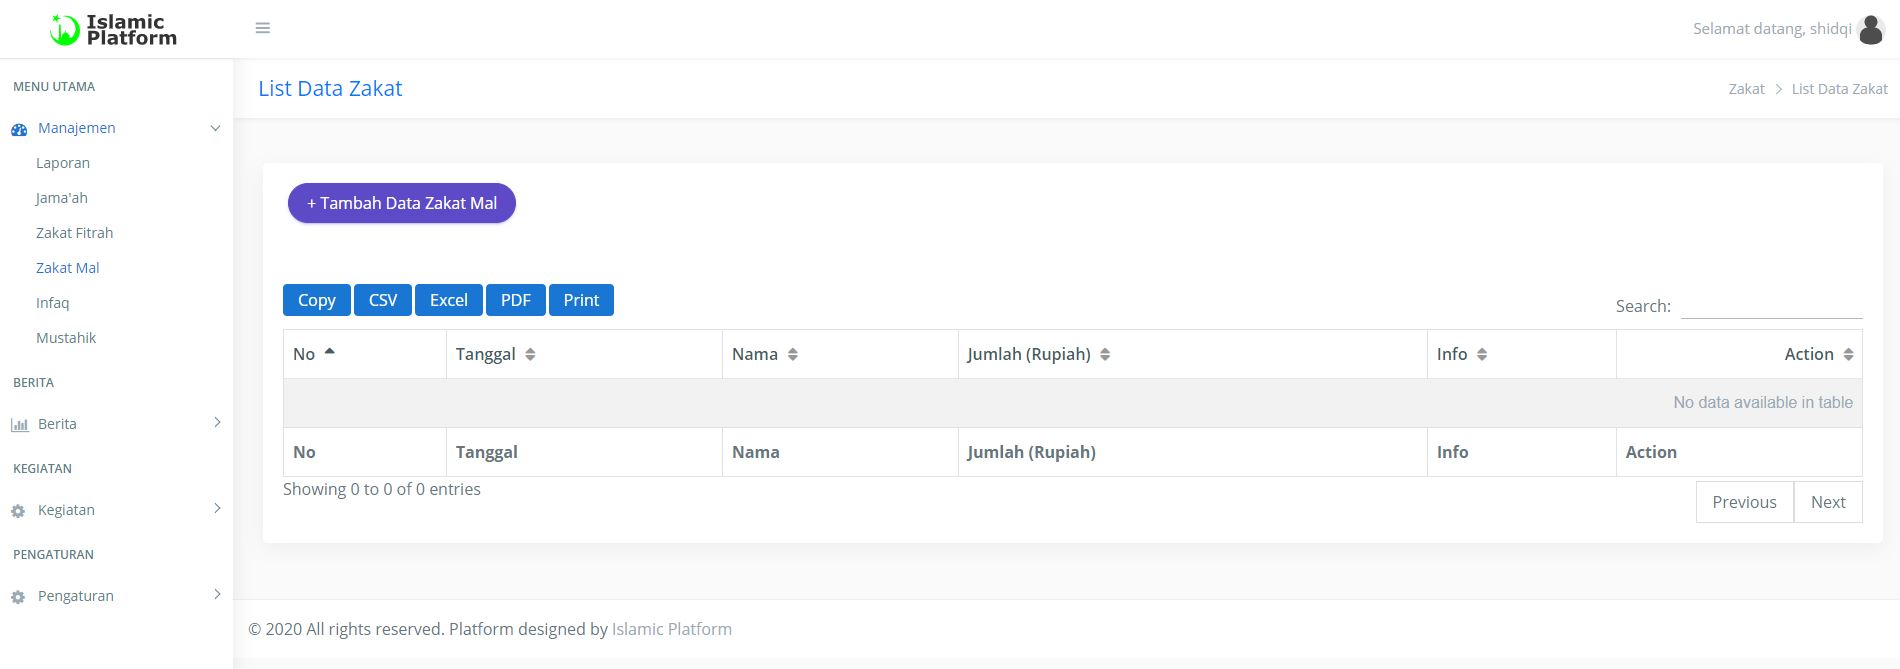 Islamic
Platform
Selamat datang, shidqi
MENU UTAMA
Manajemen
Laporan
Jama'ah
Zakat Fitrah
Zakat Mal
Infaq
Mustahik
BERITA
Berita
KEGIATAN
Kegiatan
PENGATURAN
Pengaturan
List Data Zakat
Zakat > List Data Zakat
+ Tambah Data Zakat Mal
Copy CSV Excel PDF Print
Search:
No Tanggal Nama Jumlah (Rupiah) Info Action
No data available in table
No Tanggal Nama Jumlah (Rupiah) Info Action
Showing 0 to 0 of 0 entries
Previous Next
© 2020 All rights reserved. Platform designed by Islamic Platform